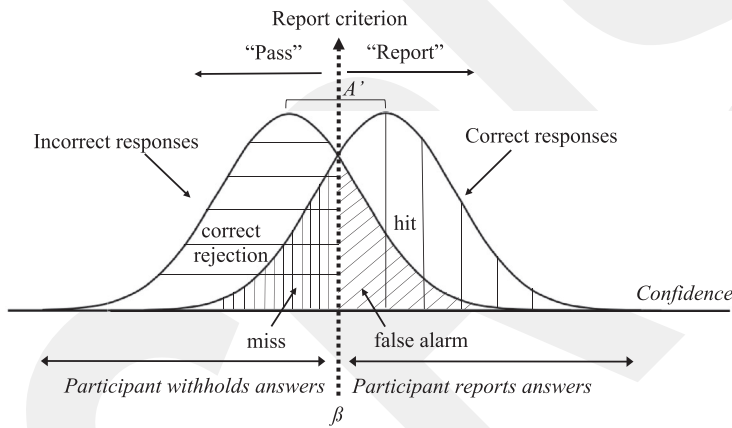 Report criterion
“Pass”
“Report”
A’
Incorrect responses
Correct responses
correct
rejection
hit
Confidence
miss
false alarm
Participant withholds answers
Participant reports answers
β